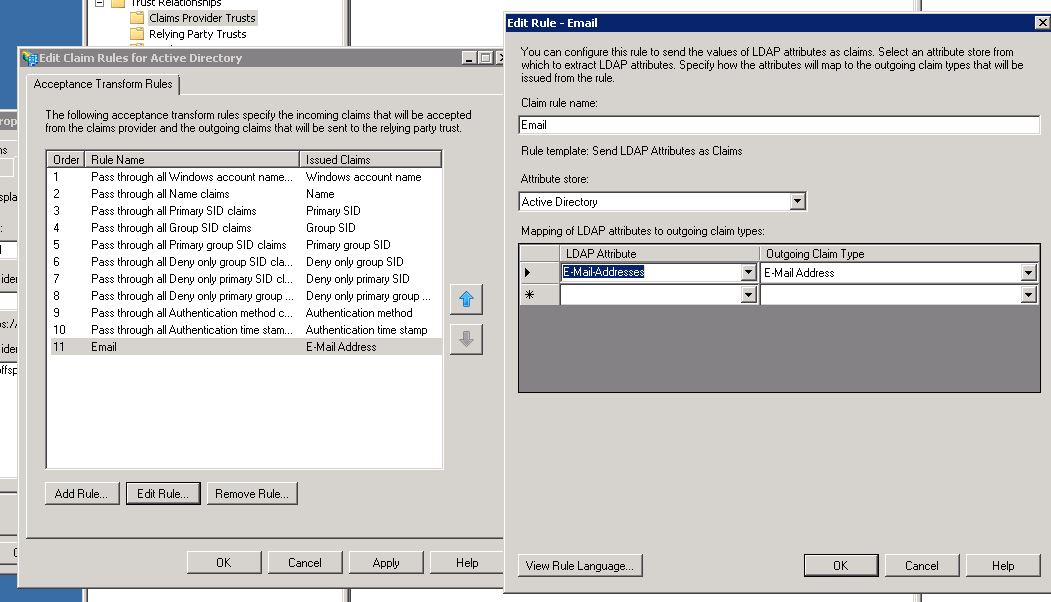 Trust Relationships
Claims Provider Trusts
Relying Party Trusts
Edit Claim Rules for Active Directory
Acceptance Transform Rules
The following acceptance transform rules specify the incoming claims that will be accepted
from the claims provider and the outgoing claims that will be sent to the relying party trust.
Order Rule Name Issued Claims
1 Pass through all Windows account name... Windows account name
2 Pass through all Name claims Name
3 Pass through all Primary SID claims Primary SID
4 Pass through all Group SID claims Group SID
5 Pass through all Primary group SID claims Primary group SID
6 Pass through all Deny only group SID cla... Deny only group SID
7 Pass through all Deny only primary SID cl... Deny only primary SID
8 Pass through all Deny only primary group ... Deny only primary group ...
9 Pass through all Authentication method c... Authentication method
10 Pass through all Authentication time stam... Authentication time stamp
11 Email E-Mail Address
Add Rule... Edit Rule... Remove Rule...
OK Cancel Apply Help
Edit Rule - Email
You can configure this rule to send the values of LDAP attributes as claims. Select an attribute store from
which to extract LDAP attributes. Specify how the attributes will map to the outgoing claim types that will be
issued from the rule.
Claim rule name:
Email
Rule template: Send LDAP Attributes as Claims
Attribute store:
Active Directory
Mapping of LDAP attributes to outgoing claim types:
LDAP Attribute Outgoing Claim Type
E-Mail-Addresses E-Mail Address
View Rule Language... OK Cancel Help